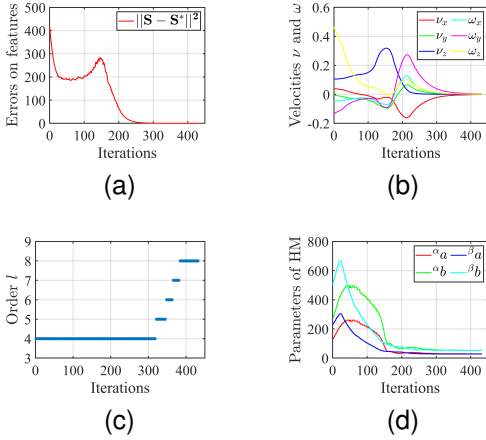 Errors on features
500
400
300
200
100
0
||S − S*||²
0 100 200 300 400
Iterations
(a)
Velocities ν and ω
0.6
0.4
0.2
0
-0.2
νx ωx
νy ωy
νz ωz
0 100 200 300 400
Iterations
(b)
Order l
9
8
7
6
5
4
3
0 100 200 300 400
Iterations
(c)
Parameters of HM
800
600
400
200
0
αa βa
αb βb
0 100 200 300 400
Iterations
(d)